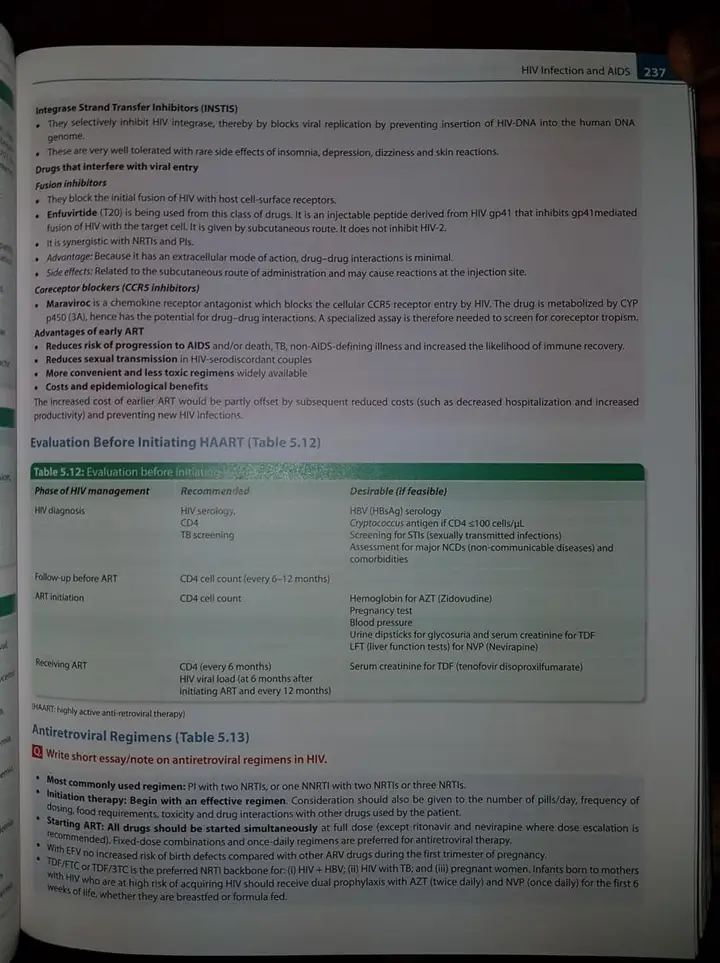 HIV Infection and AIDS 237
Integrase Strand Transfer Inhibitors (INSTIS)
• They selectively inhibit HIV integrase, thereby by blocks viral replication by preventing insertion of HIV-DNA into the human DNA
genome.
• These are very well tolerated with rare side effects of insomnia, depression, dizziness and skin reactions.
Drugs that interfere with viral entry
Fusion inhibitors
• They block the initial fusion of HIV with host cell-surface receptors.
• Enfuvirtide (T20) is being used from this class of drugs. It is an injectable peptide derived from HIV gp41 that inhibits gp41mediated
fusion of HIV with the target cell. It is given by subcutaneous route. It does not inhibit HIV-2.
• It is synergistic with NRTIs and PIs.
• Advantage: Because it has an extracellular mode of action, drug–drug interactions is minimal.
• Side effects: Related to the subcutaneous route of administration and may cause reactions at the injection site.
Coreceptor blockers (CCR5 inhibitors)
• Maraviroc is a chemokine receptor antagonist which blocks the cellular CCR5 receptor entry by HIV. The drug is metabolized by CYP
p450 (3A), hence has the potential for drug–drug interactions. A specialized assay is therefore needed to screen for coreceptor tropism.
Advantages of early ART
• Reduces risk of progression to AIDS and/or death, TB, non-AIDS-defining illness and increased the likelihood of immune recovery.
• Reduces sexual transmission in HIV-serodiscordant couples
• More convenient and less toxic regimens widely available
• Costs and epidemiological benefits
The increased cost of earlier ART would be partly offset by subsequent reduced costs (such as decreased hospitalization and increased
productivity) and preventing new HIV infections.
Evaluation Before Initiating HAART (Table 5.12)
Table 5.12: Evaluation before initiating
Phase of HIV management Recommended Desirable (if feasible)
HIV diagnosis HIV serology, HBV (HBsAg) serology
CD4 Cryptococcus antigen if CD4 ≤100 cells/μL
TB screening Screening for STIs (sexually transmitted infections)
Assessment for major NCDs (non-communicable diseases) and
comorbidities
Follow-up before ART CD4 cell count (every 6–12 months)
ART initiation CD4 cell count Hemoglobin for AZT (Zidovudine)
Pregnancy test
Blood pressure
Urine dipsticks for glycosuria and serum creatinine for TDF
LFT (liver function tests) for NVP (Nevirapine)
Receiving ART CD4 (every 6 months) Serum creatinine for TDF (tenofovir disoproxilfumarate)
HIV viral load (at 6 months after
initiating ART and every 12 months)
(HAART: highly active anti-retroviral therapy)
Antiretroviral Regimens (Table 5.13)
Q. Write short essay/note on antiretroviral regimens in HIV.
• Most commonly used regimen: PI with two NRTIs, or one NNRTI with two NRTIs or three NRTIs.
• Initiation therapy: Begin with an effective regimen. Consideration should also be given to the number of pills/day, frequency of
dosing, food requirements, toxicity and drug interactions with other drugs used by the patient.
• Starting ART: All drugs should be started simultaneously at full dose (except ritonavir and nevirapine where dose escalation is
recommended). Fixed-dose combinations and once-daily regimens are preferred for antiretroviral therapy.
• With EFV no increased risk of birth defects compared with other ARV drugs during the first trimester of pregnancy.
• TDF/FTC or TDF/3TC is the preferred NRTI backbone for: (i) HIV + HBV; (ii) HIV with TB; and (iii) pregnant women. Infants born to mothers
with HIV who are at high risk of acquiring HIV should receive dual prophylaxis with AZT (twice daily) and NVP (once daily) for the first 6
weeks of life, whether they are breastfed or formula fed.